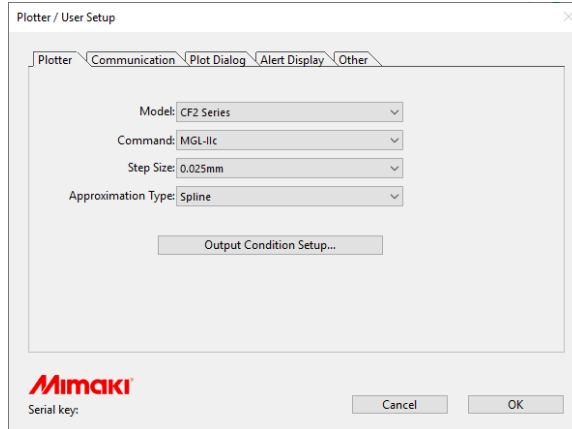 Plotter / User Setup
Plotter Communication Plot Dialog Alert Display Other
Model: CF2 Series
Command: MGL-IIc
Step Size: 0.025mm
Approximation Type: Spline
Output Condition Setup...
Mimaki
Serial key:
Cancel OK